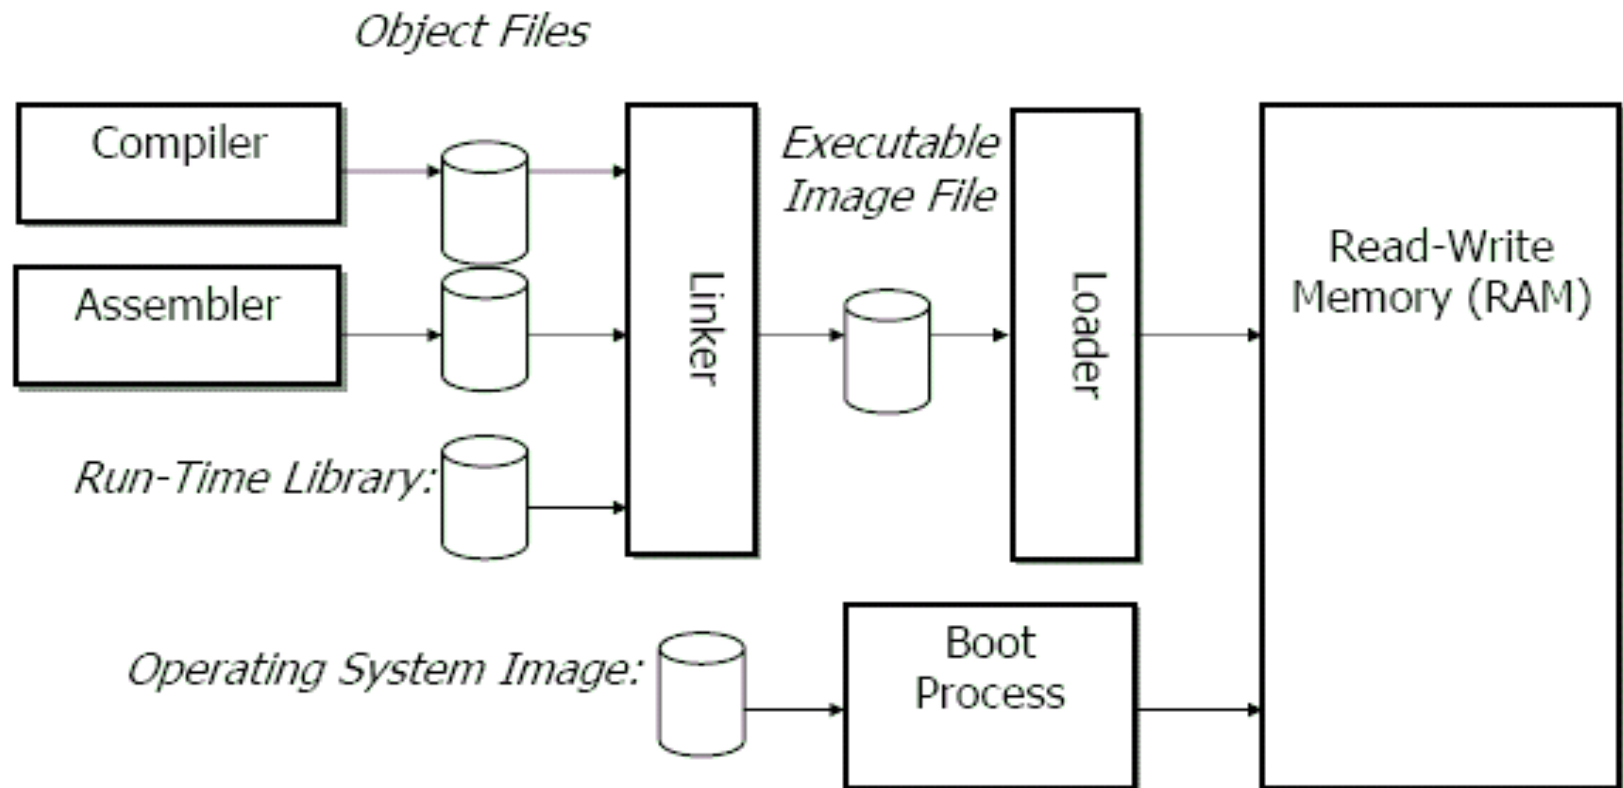 Object Files
Compiler
Executable
Image File
Assembler
Linker
Loader
Read-Write
Memory (RAM)
Run-Time Library:
Operating System Image:
Boot
Process